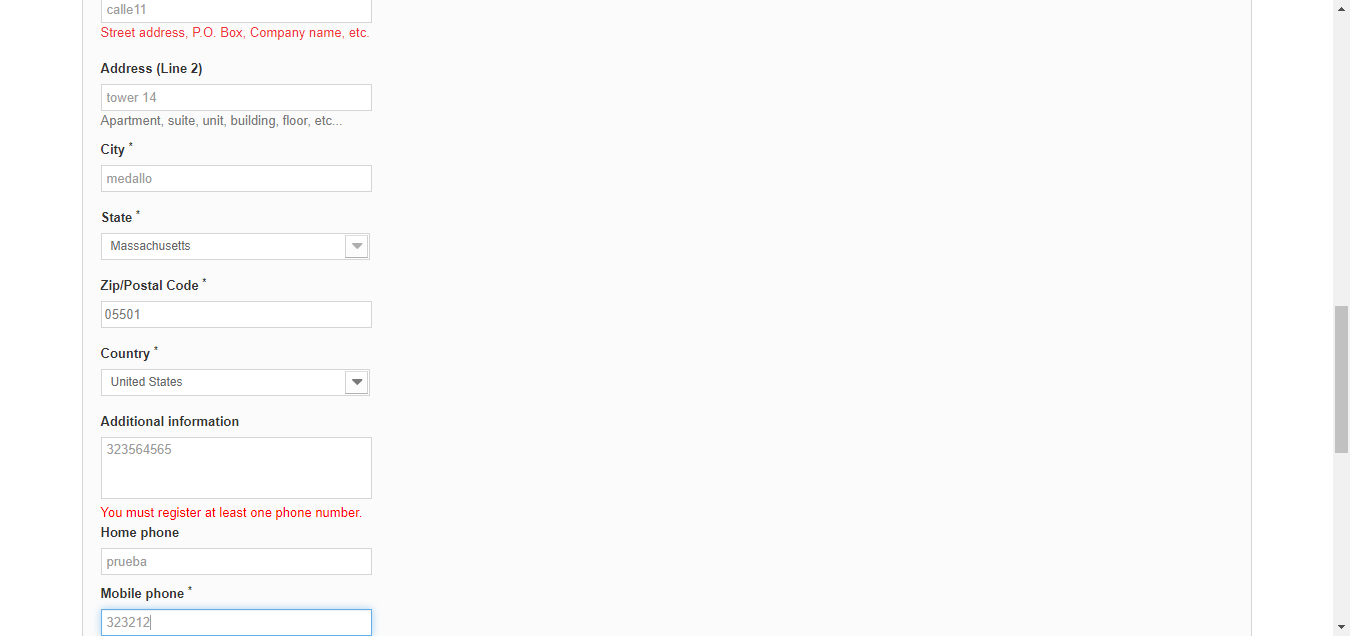 calle11
Street address, P.O. Box, Company name, etc.
Address (Line 2)
tower 14
Apartment, suite, unit, building, floor, etc...
City *
medallo
State *
Massachusetts
Zip/Postal Code *
05501
Country *
United States
Additional information
323564565
You must register at least one phone number.
Home phone
prueba
Mobile phone *
323212